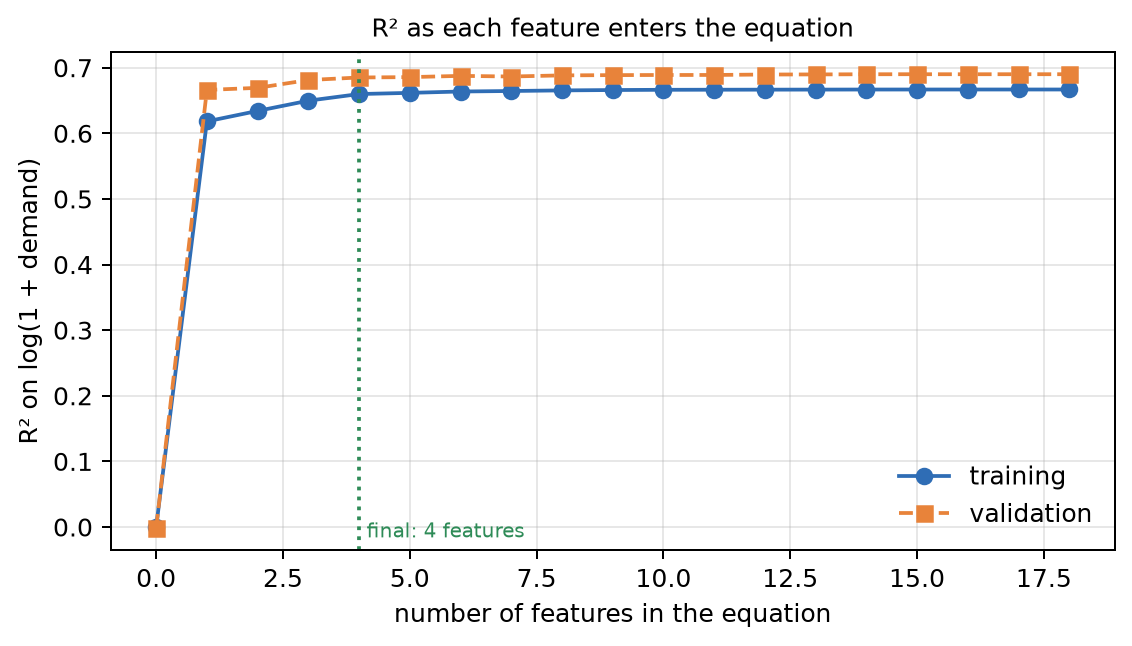 R² as each feature enters the equation
R² on log(1 + demand)
0.7
0.6
0.5
0.4
0.3
0.2
0.1
0.0
training
validation
final: 4 features
0.0 2.5 5.0 7.5 10.0 12.5 15.0 17.5
number of features in the equation